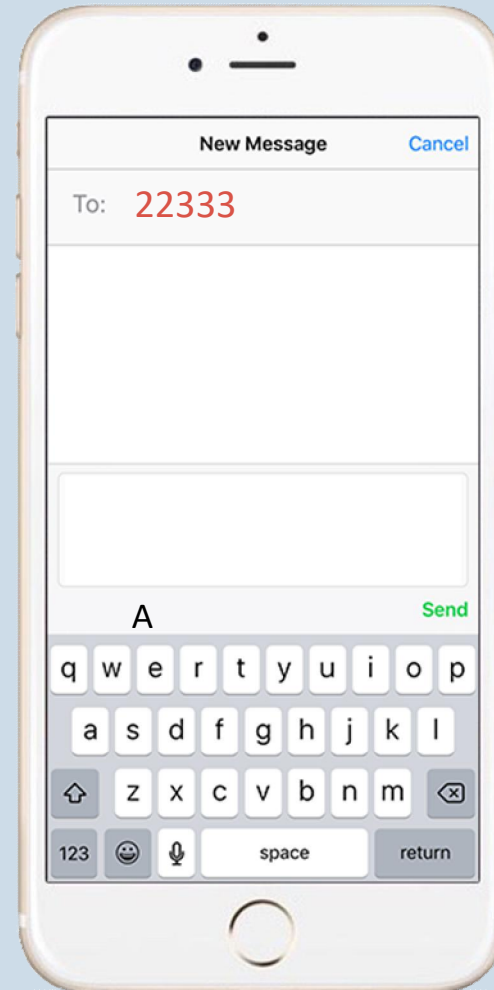 New Message Cancel
To: 22333
A Send
q w e r t y u i o p
a s d f g h j k l
z x c v b n m
123 space return